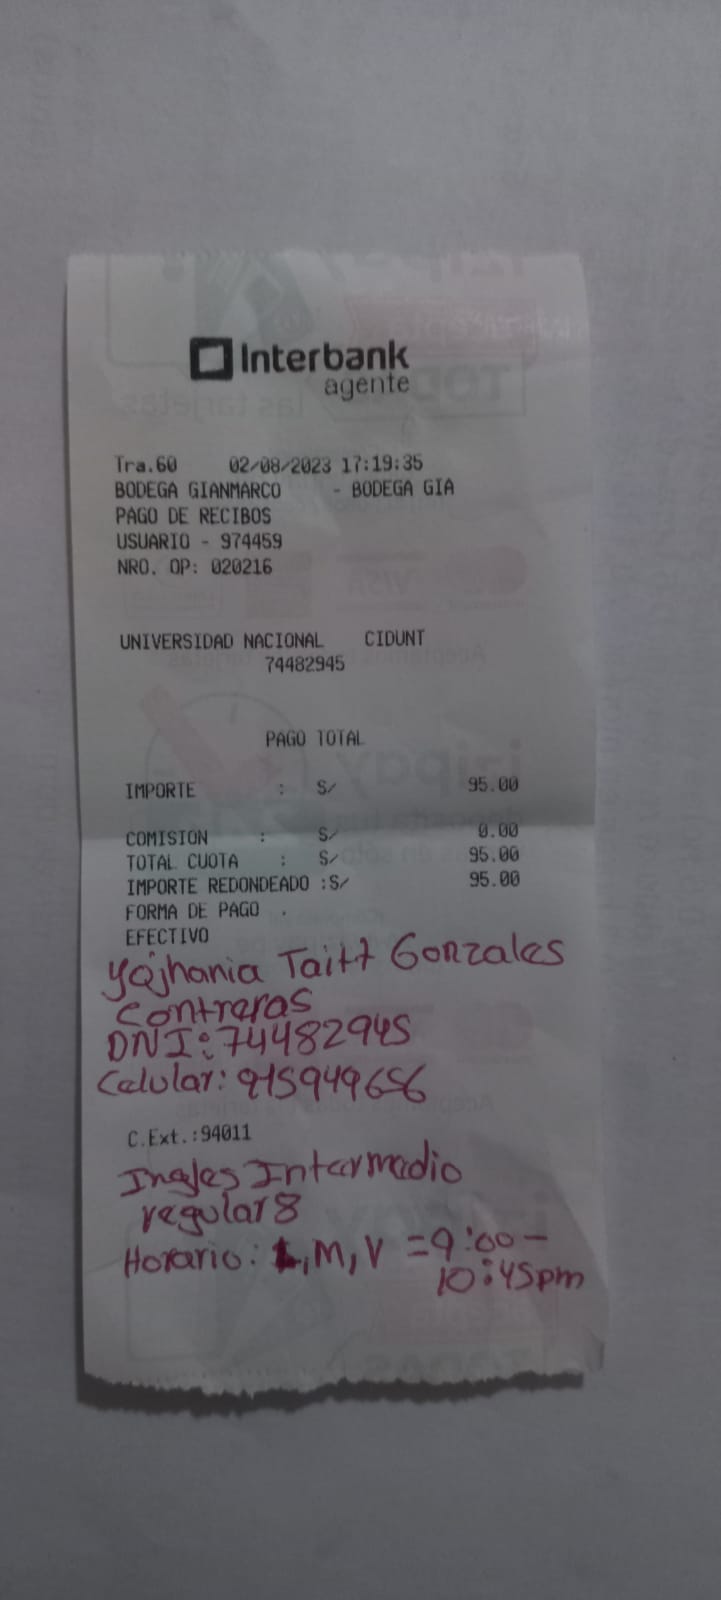 Interbank
agente
Tra.60 02/08/2023 17:19:35
BODEGA GIANMARCO - BODEGA GIA
PAGO DE RECIBOS
USUARIO - 974459
NRO. OP: 020216
UNIVERSIDAD NACIONAL CIDUNT
74482945
PAGO TOTAL
IMPORTE : S/ 95.00
COMISION : S/ 0.00
TOTAL CUOTA : S/ 95.00
IMPORTE REDONDEADO :S/ 95.00
FORMA DE PAGO .
EFECTIVO
Yajhania Taitt Gonzales
Contreras
DNI: 74482945
Celular: 915949656
C.Ext.:94011
Ingles Intermedio
regular 8
Horario: L, M, V = 9:00 -
10:45pm